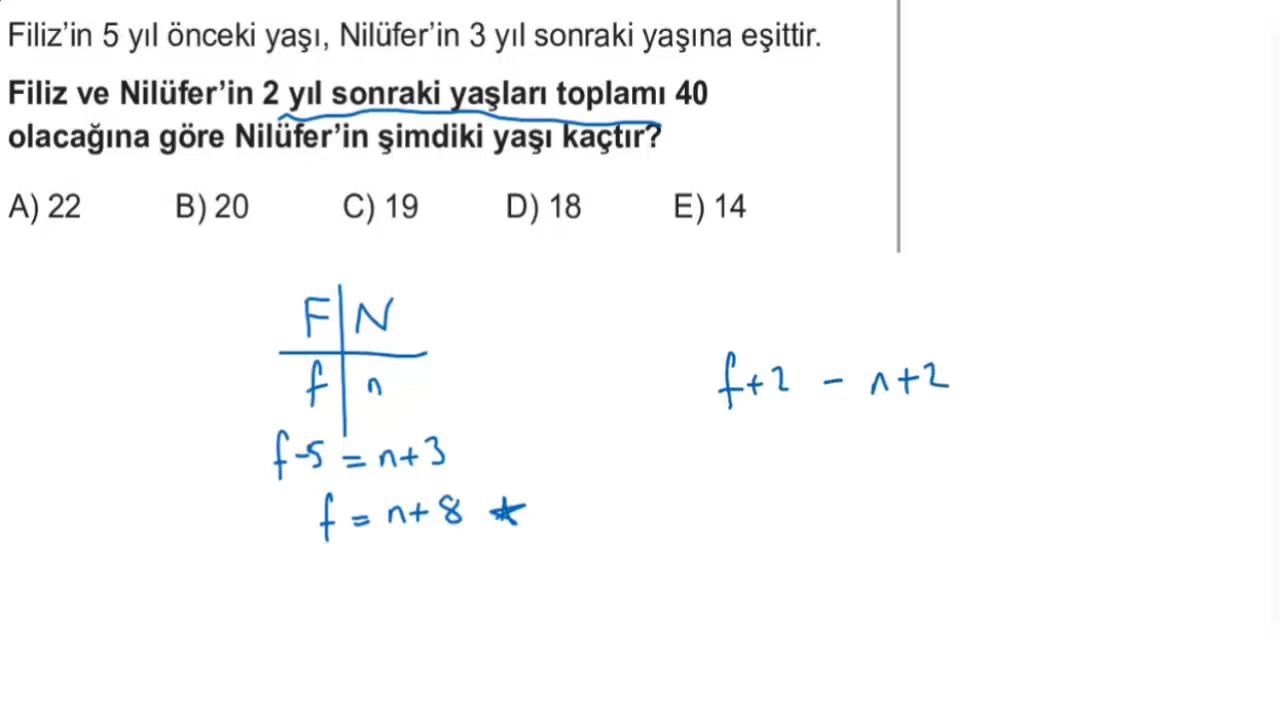 Filiz’in 5 yıl önceki yaşı, Nilüfer’in 3 yıl sonraki yaşına eşittir.
Filiz ve Nilüfer’in 2 yıl sonraki yaşları toplamı 40
olacağına göre Nilüfer’in şimdiki yaşı kaçtır?
A) 22 B) 20 C) 19 D) 18 E) 14
F N
f n
f-5 = n+3
f = n+8 *
f+2 - n+2